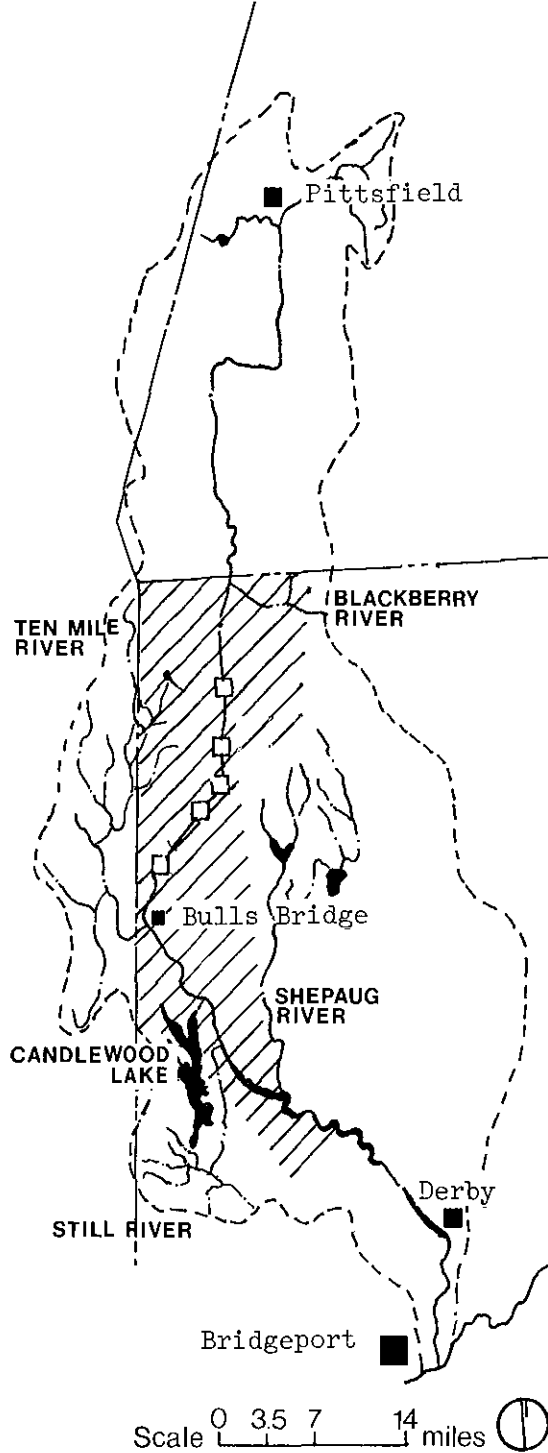 Pittsfield
BLACKBERRY
RIVER
TEN MILE
RIVER
Bulls Bridge
SHEPAUG
RIVER
CANDLEWOOD
LAKE
Derby
STILL RIVER
Bridgeport
Scale 0 3.5 7 14 miles